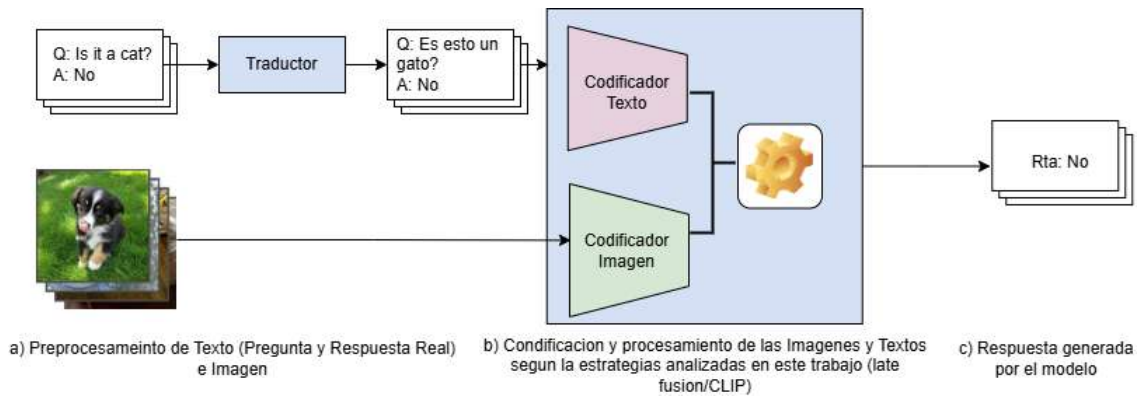 Q: Is it a cat?
A: No
Traductor
Q: Es esto un
gato?
A: No
Codificador
Texto
Codificador
Imagen
Rta: No
a) Preprocesameinto de Texto (Pregunta y Respuesta Real)
e Imagen
b) Condificacion y procesamiento de las Imagenes y Textos
segun la estrategias analizadas en este trabajo (late
fusion/CLIP)
c) Respuesta generada
por el modelo